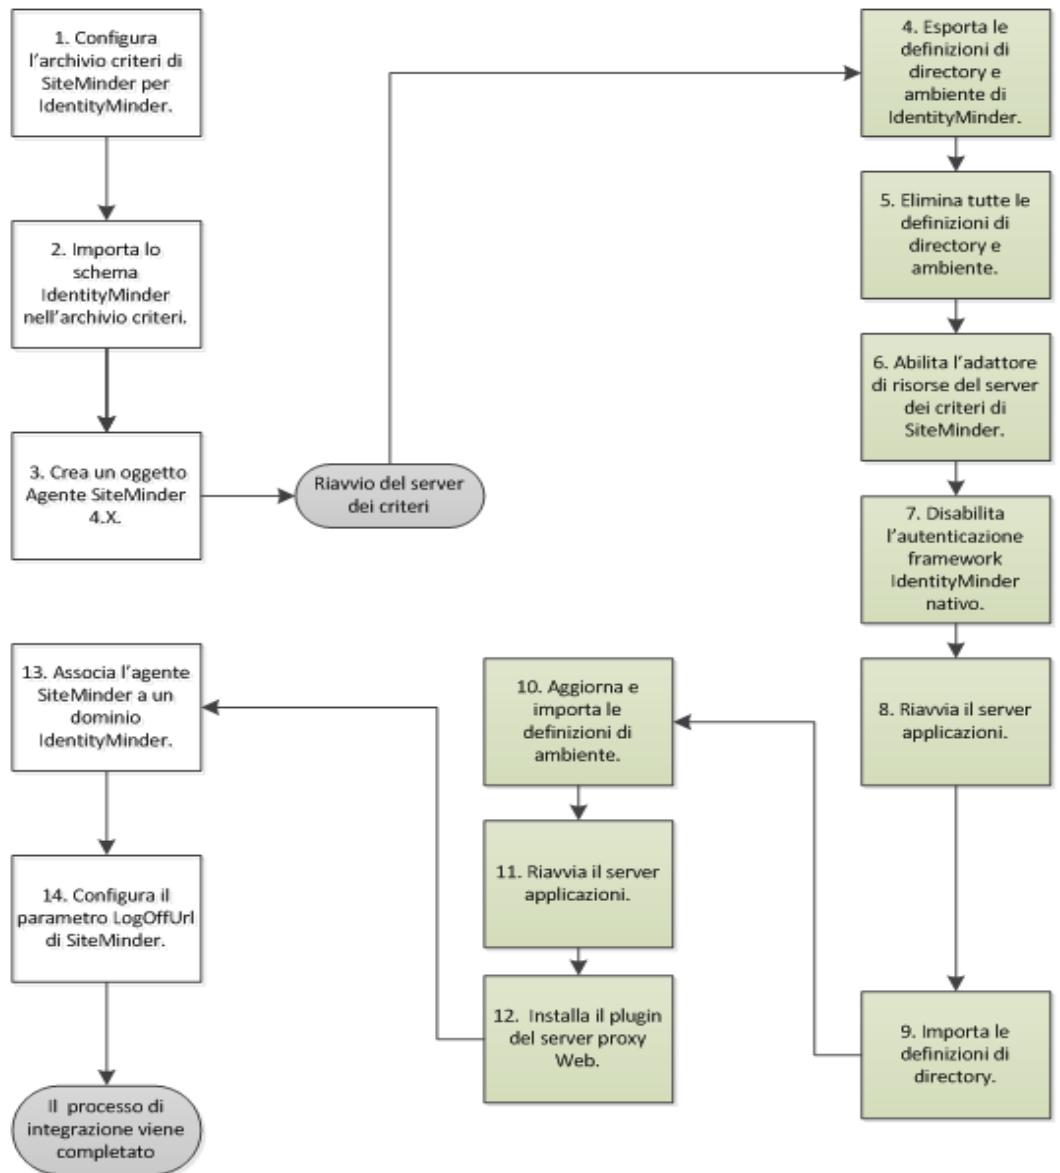 1. Configura
l'archivio criteri di
SiteMinder per
IdentityMinder.
2. Importa lo
schema
IdentityMinder
nell'archivio criteri.
3. Crea un oggetto
Agente SiteMinder
4.X.
Riavvio del server
dei criteri
4. Esporta le
definizioni di
directory e
ambiente di
IdentityMinder.
5. Elimina tutte le
definizioni di
directory e
ambiente.
6. Abilita l'adattore
di risorse del server
dei criteri di
SiteMinder.
7. Disabilita
l'autenticazione
framework
IdentityMinder
nativo.
8. Riavvia il server
applicazioni.
9. Importa le
definizioni di
directory.
10. Aggiorna e
importa le
definizioni di
ambiente.
11. Riavvia il server
applicazioni.
12. Installa il plugin
del server proxy
Web.
13. Associa l'agente
SiteMinder a un
dominio
IdentityMinder.
14. Configura il
parametro LogOffUrl
di SiteMinder.
Il processo di
integrazione viene
completato